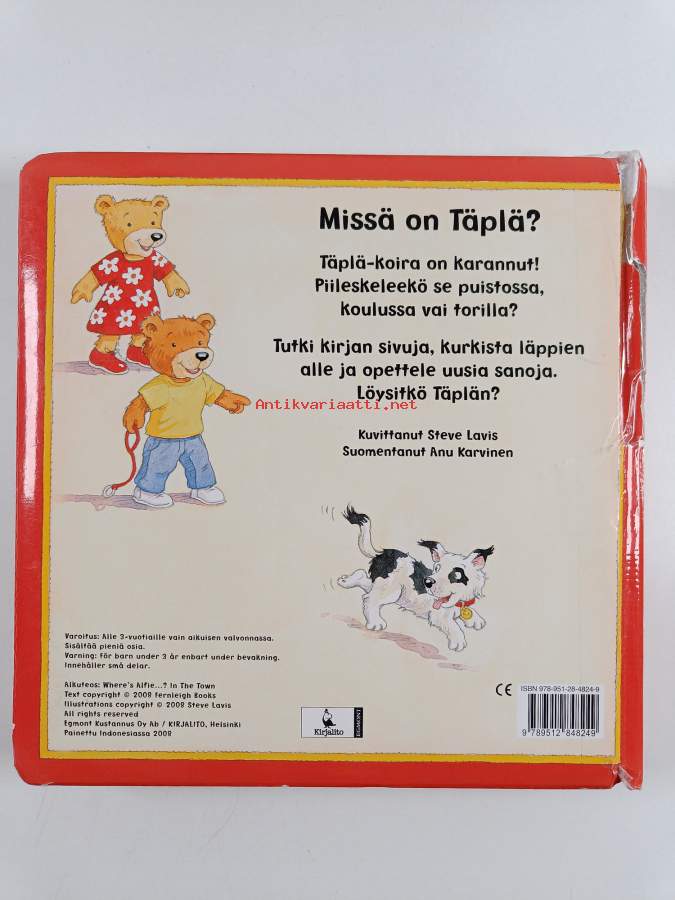 Missä on Täplä?
Täplä-koira on karannut!
Piileskeleekö se puistossa,
koulussa vai torilla?
Tutki kirjan sivuja, kurkista läppien
alle ja opettele uusia sanoja.
Löysitkö Täplän?
Antikvariaatti.net
Kuvittanut Steve Lavis
Suomentanut Anu Karvinen
Varoitus: Alle 3-vuotiaille vain aikuisen valvonnassa.
Sisältää pieniä osia.
Varning: För barn under 3 år enbart under bevakning.
Innehåller små delar.
Alkuteos: Where's Alfie...? In The Town
Text copyright © 2008 Fernleigh Books
Illustrations copyright © 2008 Steve Lavis
All rights reserved
Egmont Kustannus Oy Ab / KIRJALITO, Helsinki
Painettu Indonesiassa 2008
Kirjalito
EGMONT
CE
ISBN 978-951-28-4824-9
9 789512 848249